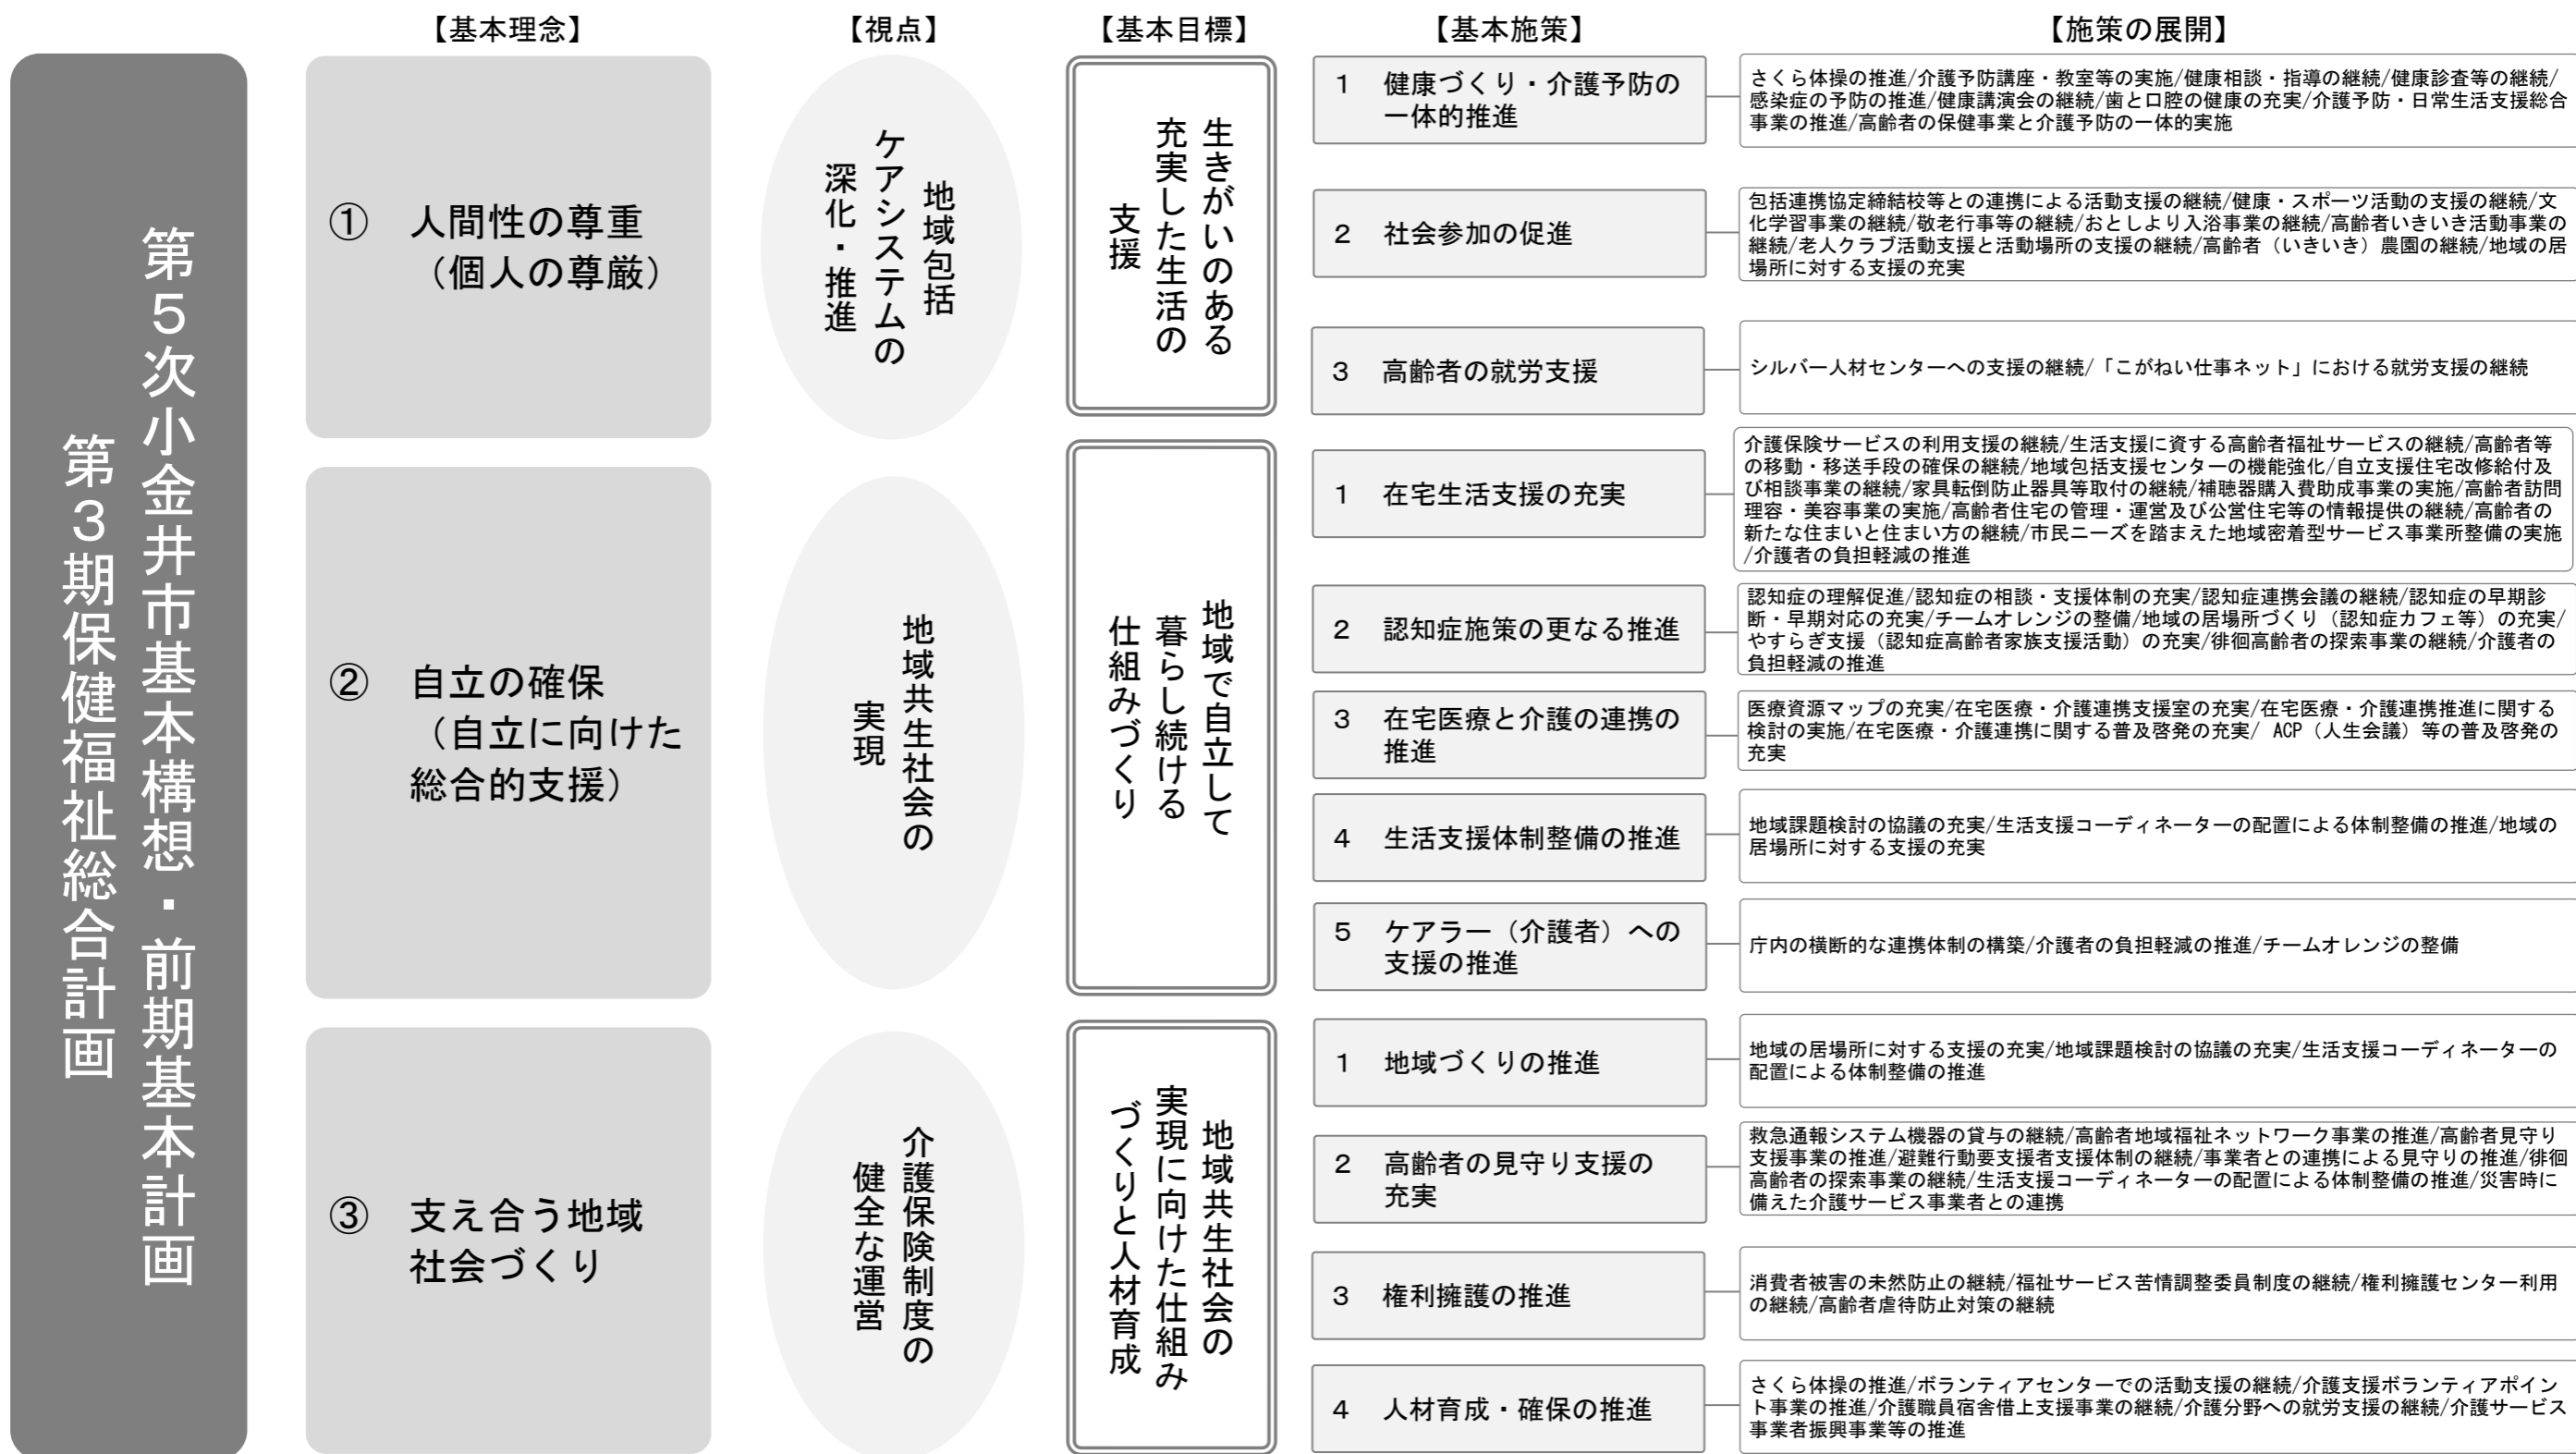 【基本理念】
【視点】
【基本目標】
【基本施策】
【施策の展開】
第５次小金井市基本構想・前期基本計画
第３期保健福祉総合計画
① 人間性の尊重
（個人の尊厳）
② 自立の確保
（自立に向けた
総合的支援）
③ 支え合う地域
社会づくり
地域包括
ケアシステムの
深化・推進
地域共生社会の
実現
介護保険制度の
健全な運営
生きがいのある
充実した生活の
支援
1 健康づくり・介護予防の
一体的推進
さくら体操の推進/介護予防講座・教室等の実施/健康相談・指導の継続/健康診査等の継続/
感染症の予防の推進/健康講演会の継続/歯と口腔の健康の充実/介護予防・日常生活支援総合
事業の推進/高齢者の保健事業と介護予防の一体的実施
2 社会参加の促進
包括連携協定締結校等との連携による活動支援の継続/健康・スポーツ活動の支援の継続/文
化学習事業の継続/敬老行事等の継続/おとしより入浴事業の継続/高齢者いきいき活動事業の
継続/老人クラブ活動支援と活動場所の支援の継続/高齢者（いきいき）農園の継続/地域の居
場所に対する支援の充実
3 高齢者の就労支援
シルバー人材センターへの支援の継続/「こがねい仕事ネット」における就労支援の継続
地域で自立して
暮らし続ける
仕組みづくり
1 在宅生活支援の充実
介護保険サービスの利用支援の継続/生活支援に資する高齢者福祉サービスの継続/高齢者等
の移動・移送手段の確保の継続/地域包括支援センターの機能強化/自立支援住宅改修給付及
び相談事業の継続/家具転倒防止器具等取付の継続/補聴器購入費助成事業の実施/高齢者訪問
理容・美容事業の実施/高齢者住宅の管理・運営及び公営住宅等の情報提供の継続/高齢者の
新たな住まいと住まい方の継続/市民ニーズを踏まえた地域密着型サービス事業所整備の実施
/介護者の負担軽減の推進
2 認知症施策の更なる推進
認知症の理解促進/認知症の相談・支援体制の充実/認知症連携会議の継続/認知症の早期診
断・早期対応の充実/チームオレンジの整備/地域の居場所づくり（認知症カフェ等）の充実/
やすらぎ支援（認知症高齢者家族支援活動）の充実/徘徊高齢者の探索事業の継続/介護者の
負担軽減の推進
3 在宅医療と介護の連携の
推進
医療資源マップの充実/在宅医療・介護連携支援室の充実/在宅医療・介護連携推進に関する
検討の実施/在宅医療・介護連携に関する普及啓発の充実/ ACP（人生会議）等の普及啓発の
充実
4 生活支援体制整備の推進
地域課題検討の協議の充実/生活支援コーディネーターの配置による体制整備の推進/地域の
居場所に対する支援の充実
5 ケアラー（介護者）への
支援の推進
庁内の横断的な連携体制の構築/介護者の負担軽減の推進/チームオレンジの整備
地域共生社会の
実現に向けた仕組み
づくりと人材育成
1 地域づくりの推進
地域の居場所に対する支援の充実/地域課題検討の協議の充実/生活支援コーディネーターの
配置による体制整備の推進
2 高齢者の見守り支援の
充実
救急通報システム機器の貸与の継続/高齢者地域福祉ネットワーク事業の推進/高齢者見守り
支援事業の推進/避難行動要支援者支援体制の継続/事業者との連携による見守りの推進/徘徊
高齢者の探索事業の継続/生活支援コーディネーターの配置による体制整備の推進/災害時に
備えた介護サービス事業者との連携
3 権利擁護の推進
消費者被害の未然防止の継続/福祉サービス苦情調整委員制度の継続/権利擁護センター利用
の継続/高齢者虐待防止対策の継続
4 人材育成・確保の推進
さくら体操の推進/ボランティアセンターでの活動支援の継続/介護支援ボランティアポイン
ト事業の推進/介護職員宿舎借上支援事業の継続/介護分野への就労支援の継続/介護サービス
事業者振興事業等の推進